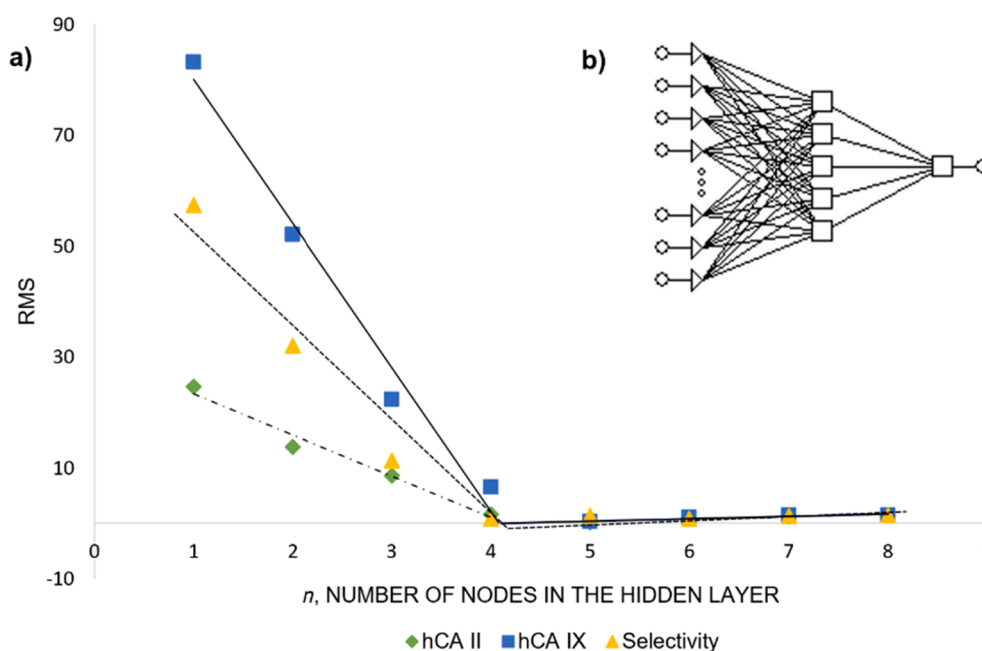 a)
b)
90
70
50
30
10
-10
RMS
0 1 2 3 4 5 6 7 8
n, NUMBER OF NODES IN THE HIDDEN LAYER
hCA II hCA IX Selectivity